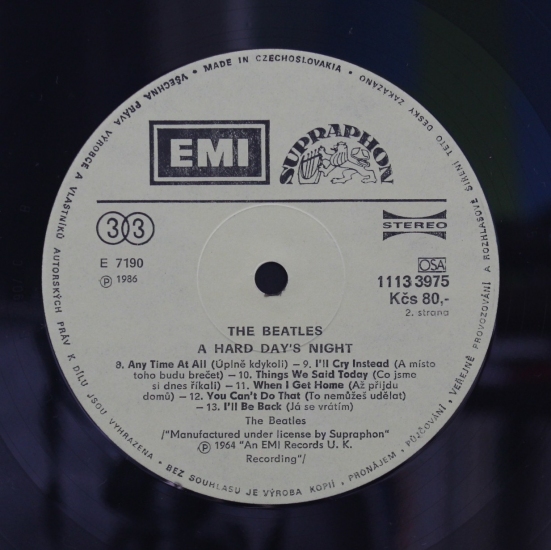 • MADE IN CZECHOSLOVAKIA • OKAZOVÁNO ŠÍŘENÍ TÉTO DESKY ZAKÁZÁNO
VŠECHNA PRÁVA VÝROBCE A VLASTNÍKŮ AUTORSKÝCH PRÁV K DÍLU JSOU VYHRAZENA • BEZ SOUHLASU JE VÝROBA KOPIÍ, PRONÁJEM, PŮJČOVÁNÍ, VEŘEJNÉ PROVOZOVÁNÍ A ROZHLASOVÉ
EMI
SUPRAPHON
33
STEREO
E 7190
Ⓟ 1986
OSA
1113 3975
Kčs 80,-
2. strana
THE BEATLES
A HARD DAY'S NIGHT
8. Any Time At All (Úplně kdykoli) – 9. I'll Cry Instead (A místo
toho budu brečet) – 10. Things We Said Today (Co jsme
si dnes říkali) – 11. When I Get Home (Až přijdu
domů) – 12. You Can't Do That (To nemůžeš udělat)
– 13. I'll Be Back (Já se vrátím)
The Beatles
/"Manufactured under license by Supraphon"
Ⓟ 1964 "An EMI Records U. K.
Recording"/